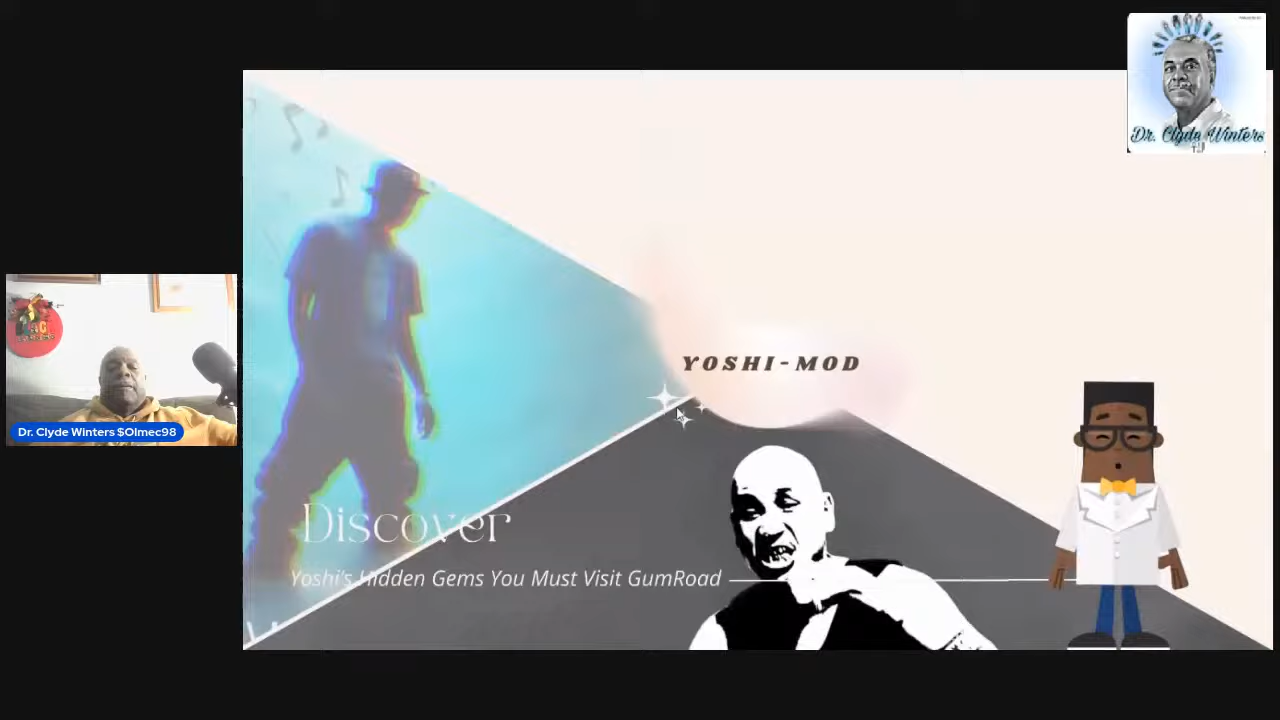 Dr. Clyde Winters
YOSHI-MOD
Dr. Clyde Winters $Olmec98
Discover
Yoshi's Hidden Gems You Must Visit GumRoad